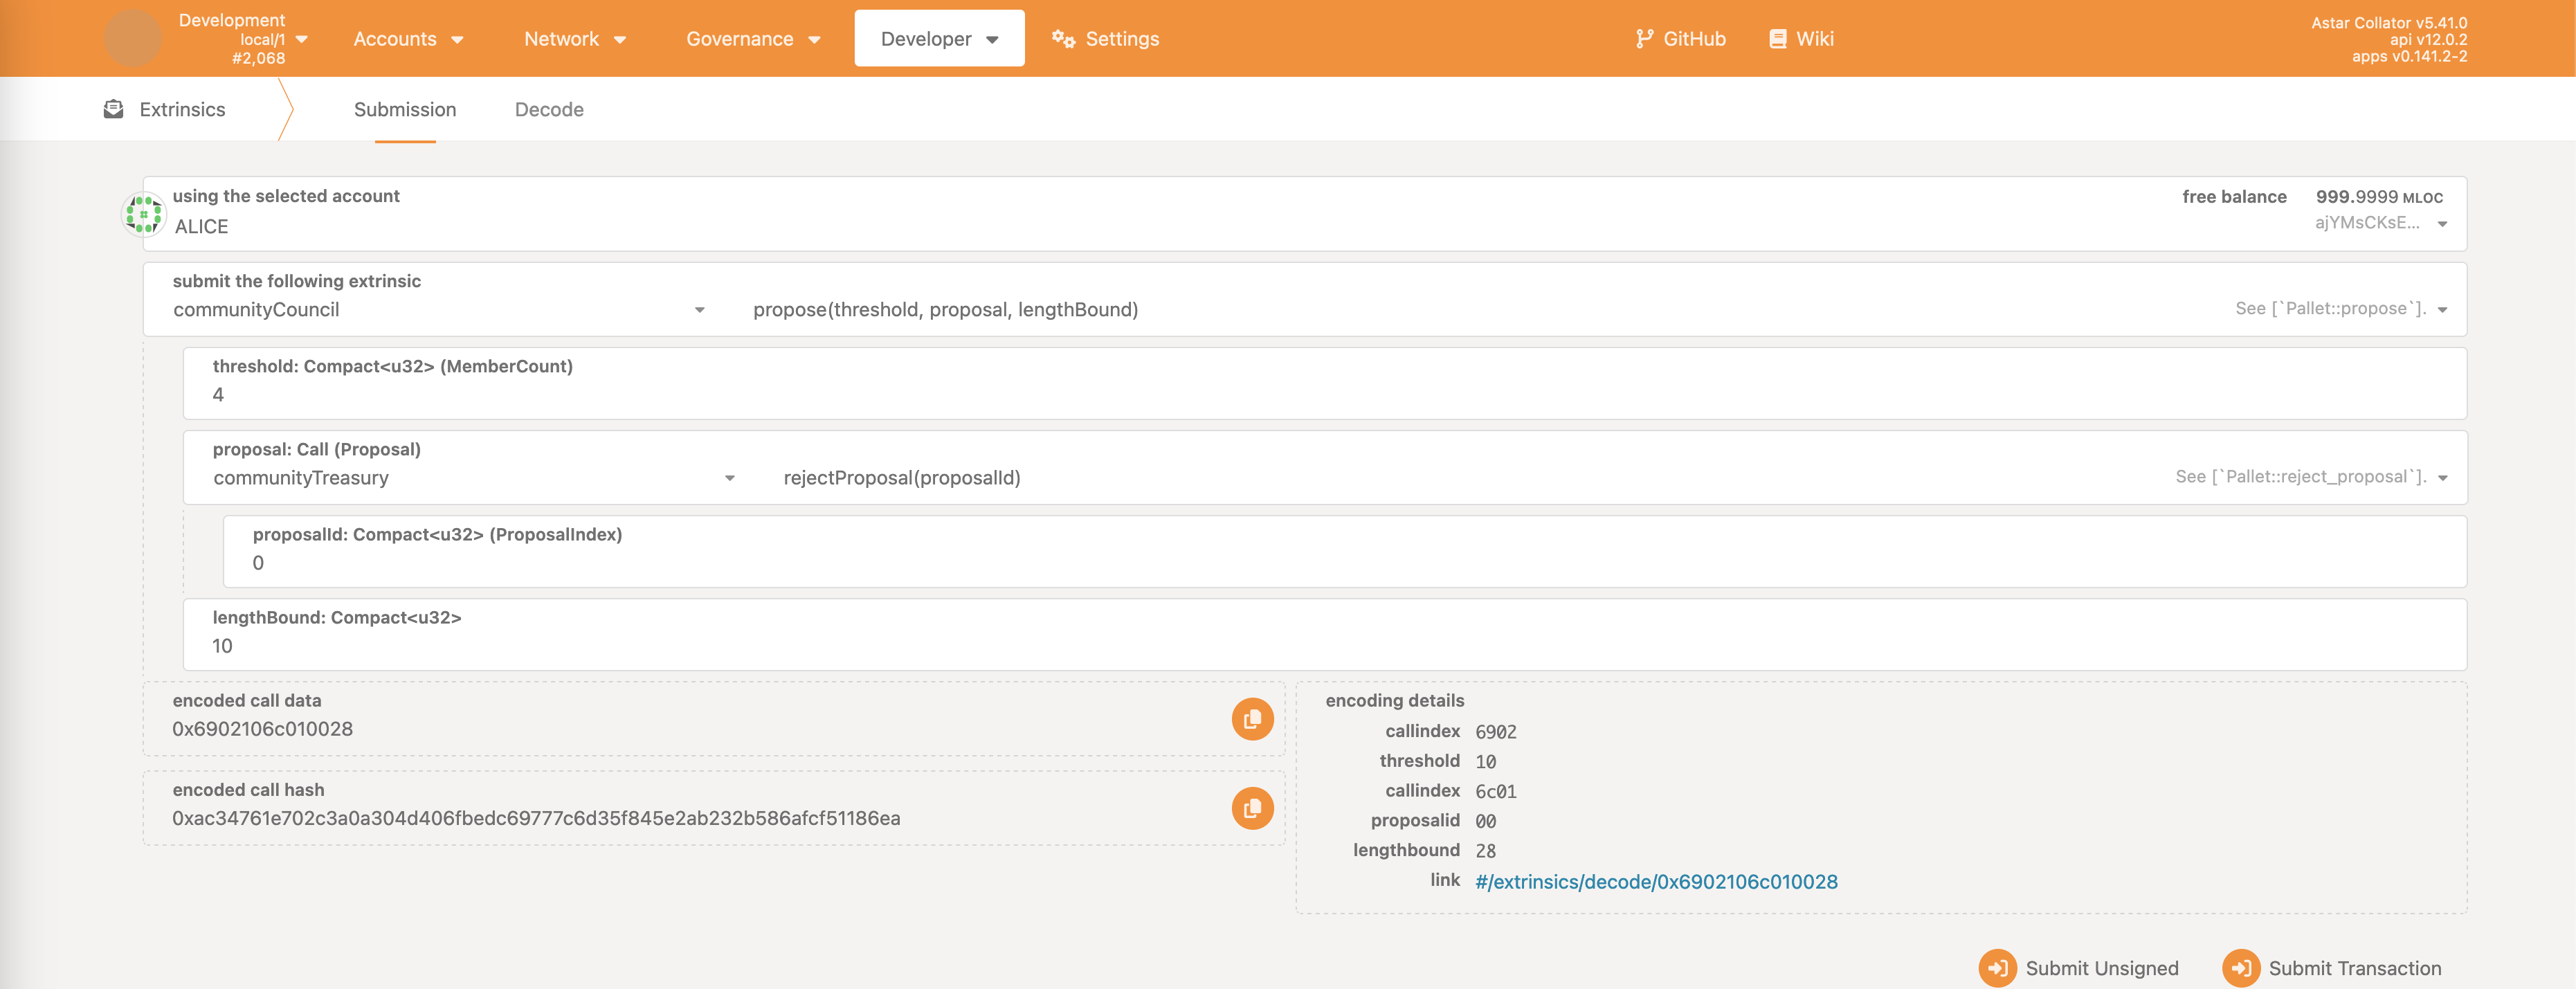 Development
local/1
#2,068
Accounts
Network
Governance
Developer
Settings
GitHub
Wiki
Astar Collator v5.41.0
api v12.0.2
apps v0.141.2-2
Extrinsics
Submission
Decode
using the selected account
ALICE
free balance 999.9999 MLOC
ajYMsCKsE...
submit the following extrinsic
communityCouncil
propose(threshold, proposal, lengthBound)
See [`Pallet::propose`].
threshold: Compact<u32> (MemberCount)
4
proposal: Call (Proposal)
communityTreasury
rejectProposal(proposalId)
See [`Pallet::reject_proposal`].
proposalId: Compact<u32> (ProposalIndex)
0
lengthBound: Compact<u32>
10
encoded call data
0x6902106c010028
encoded call hash
0xac34761e702c3a0a304d406fbedc69777c6d35f845e2ab232b586afcf51186ea
encoding details
callindex 6902
threshold 10
callindex 6c01
proposalid 00
lengthbound 28
link #/extrinsics/decode/0x6902106c010028
Submit Unsigned
Submit Transaction